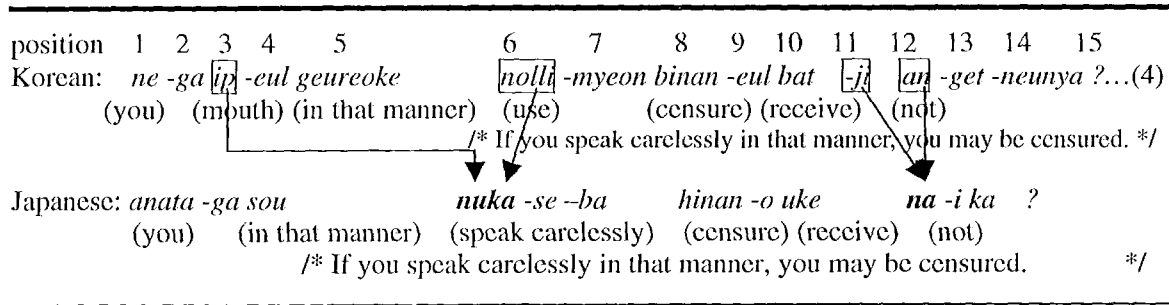 position 1 2 3 4 5 6 7 8 9 10 11 12 13 14 15
Korean: ne -ga ip -eul geureoke nolli -myeon binan -eul bat -ji an -get -neunya ?...(4)
(you) (mouth) (in that manner) (use) (censure) (receive) (not)
/* If you speak carelessly in that manner, you may be censured. */
Japanese: anata -ga sou nuka -se –ba hinan -o uke na -i ka ?
(you) (in that manner) (speak carelessly) (censure) (receive) (not)
/* If you speak carelessly in that manner, you may be censured. */